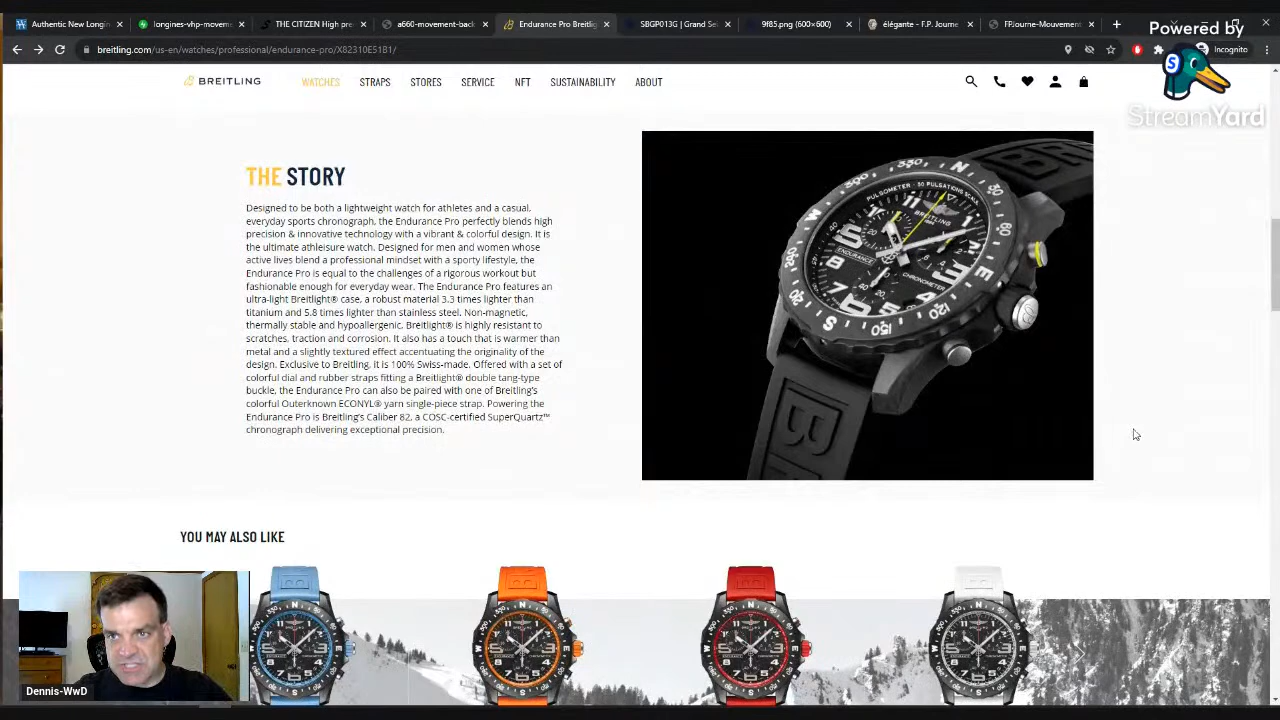 Authentic New Longin
longines-vhp-movem
THE CITIZEN High pre
a660-movement-back
Endurance Pro Breitlin
SBGP013G | Grand Se
9f85.png (600×600)
élégante - F.P. Journe
FPJourne-Mouvemen
Powered by
breitling.com/us-en/watches/professional/endurance-pro/X82310E51B1/
Incognito
StreamYard
BREITLING
WATCHES
STRAPS
STORES
SERVICE
NFT
SUSTAINABILITY
ABOUT
THE STORY
Designed to be both a lightweight watch for athletes and a casual,
everyday sports chronograph, the Endurance Pro perfectly blends high
precision & innovative technology with a vibrant & colorful design. It is
the ultimate athleisure watch. Designed for men and women whose
active lives blend a professional mindset with a sporty lifestyle, the
Endurance Pro is equal to the challenges of a rigorous workout but
fashionable enough for everyday wear. The Endurance Pro features an
ultra-light Breitlight® case, a robust material 3.3 times lighter than
titanium and 5.8 times lighter than stainless steel. Non-magnetic,
thermally stable and hypoallergenic, Breitlight® is highly resistant to
scratches, traction and corrosion. It also has a touch that is warmer than
metal and a slightly textured effect accentuating the originality of the
design. Exclusive to Breitling, it is 100% Swiss-made. Offered with a set of
colorful dial and rubber straps fitting a Breitlight® double tang-type
buckle, the Endurance Pro can also be paired with one of Breitling's
colorful Outerknown ECONYL® yarn single-piece strap. Powering the
Endurance Pro is Breitling's Caliber 82, a COSC-certified SuperQuartz™
chronograph delivering exceptional precision.
PULSOMETER - 30 PULSATIONS SCALE
BREITLING
ENDURANCE
CHRONOMETER
YOU MAY ALSO LIKE
Dennis-WwD